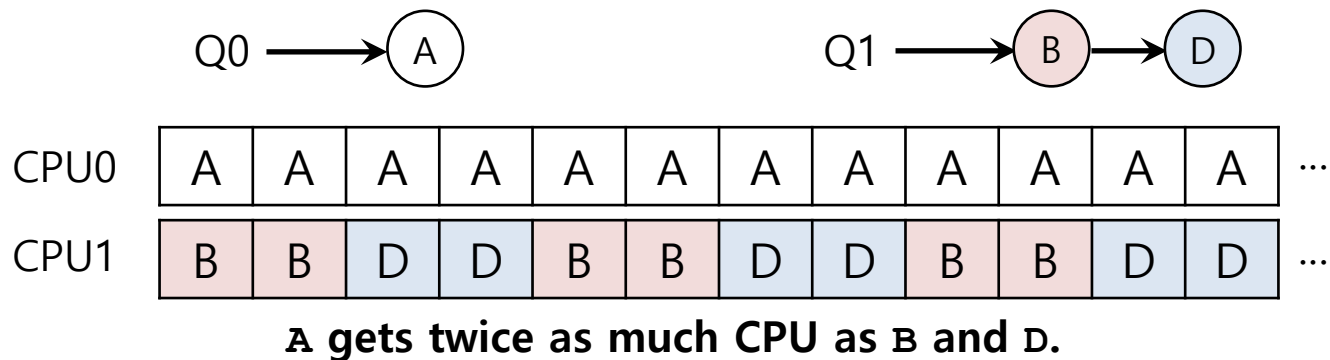 Q0 A Q1 B D
CPU0 A A A A A A A A A A A A ...
CPU1 B B D D B B D D B B D D ...
A gets twice as much CPU as B and D.